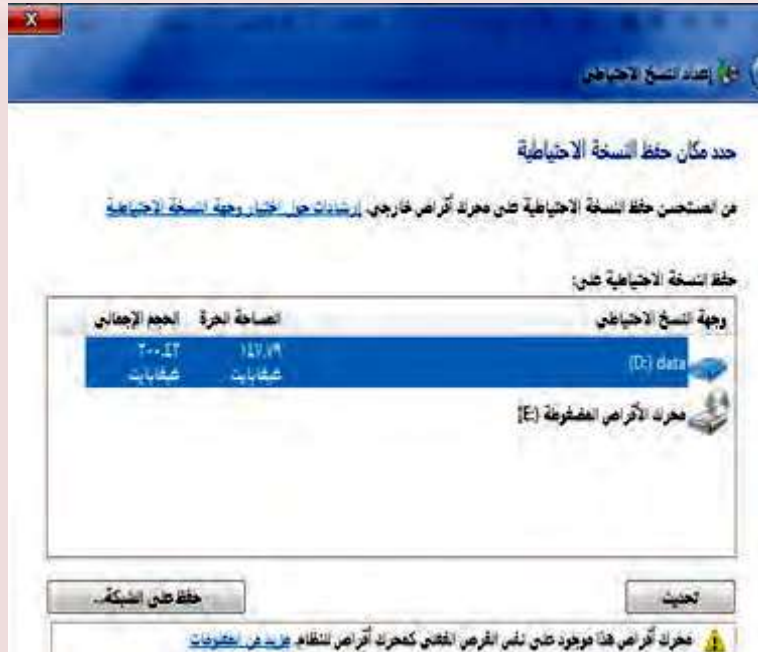 إعداد النسخ الاحتياطي
حدد مكان حفظ النسخة الاحتياطية
من المستحسن حفظ النسخة الاحتياطية على محرك أقراص خارجي. إرشادات حول اختيار وجهة النسخة الاحتياطية
حفظ النسخة الاحتياطية على:
وجهة النسخ الاحتياطي المساحة الحرة الحجم الإجمالي
(D:) data ١٤٧.٧٩ ٢٠٠.٤٢
غيغابايت غيغابايت
محرك الأقراص المضغوطة (E:)
تحديث حفظ على الشبكة...
محرك أقراص هذا موجود على نفس القرص الفعلي كمحرك أقراص للنظام. مزيد من المعلومات